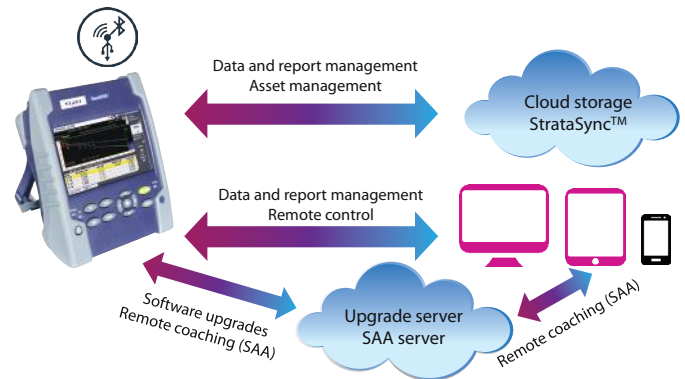 Data and report management
Asset management
Cloud storage
StrataSync™
VIAVI
Data and report management
Remote control
Software upgrades
Remote coaching (SAA)
Upgrade server
SAA server
Remote coaching (SAA)